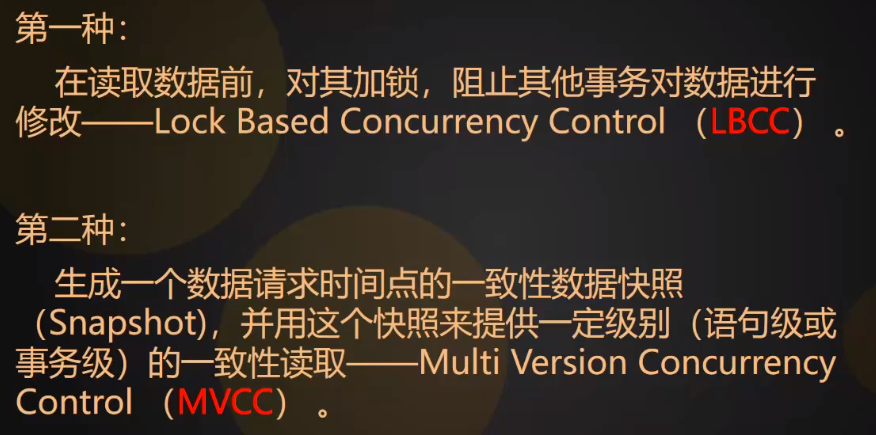 第一种：
在读取数据前，对其加锁，阻止其他事务对数据进行
修改——Lock Based Concurrency Control （LBCC） 。
第二种：
生成一个数据请求时间点的一致性数据快照
（Snapshot)，并用这个快照来提供一定级别（语句级或
事务级）的一致性读取——Multi Version Concurrency
Control （MVCC） 。